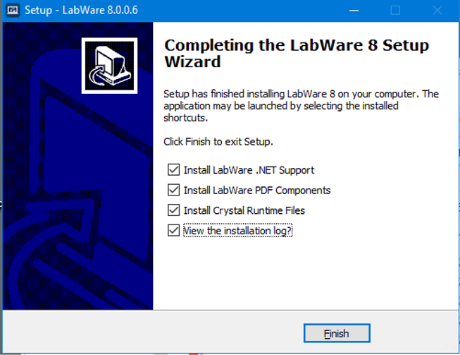 Setup - LabWare 8.0.0.6
Completing the LabWare 8 Setup
Wizard
Setup has finished installing LabWare 8 on your computer. The
application may be launched by selecting the installed
shortcuts.
Click Finish to exit Setup.
Install LabWare .NET Support
Install LabWare PDF Components
Install Crystal Runtime Files
View the installation log?
Finish